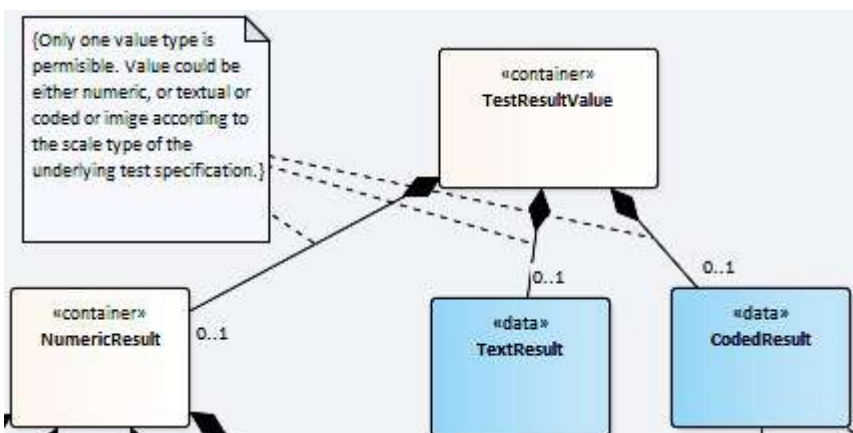 {Only one value type is
permisible. Value could be
either numeric, or textual or
coded or imige according to
the scale type of the
underlying test specification.}
«container»
TestResultValue
0..1
0..1
0..1
«container»
NumericResult
«data»
TextResult
«data»
CodedResult